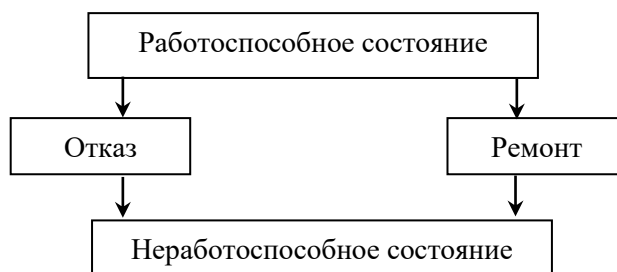 Работоспособное состояние
Отказ
Ремонт
Неработоспособное состояние